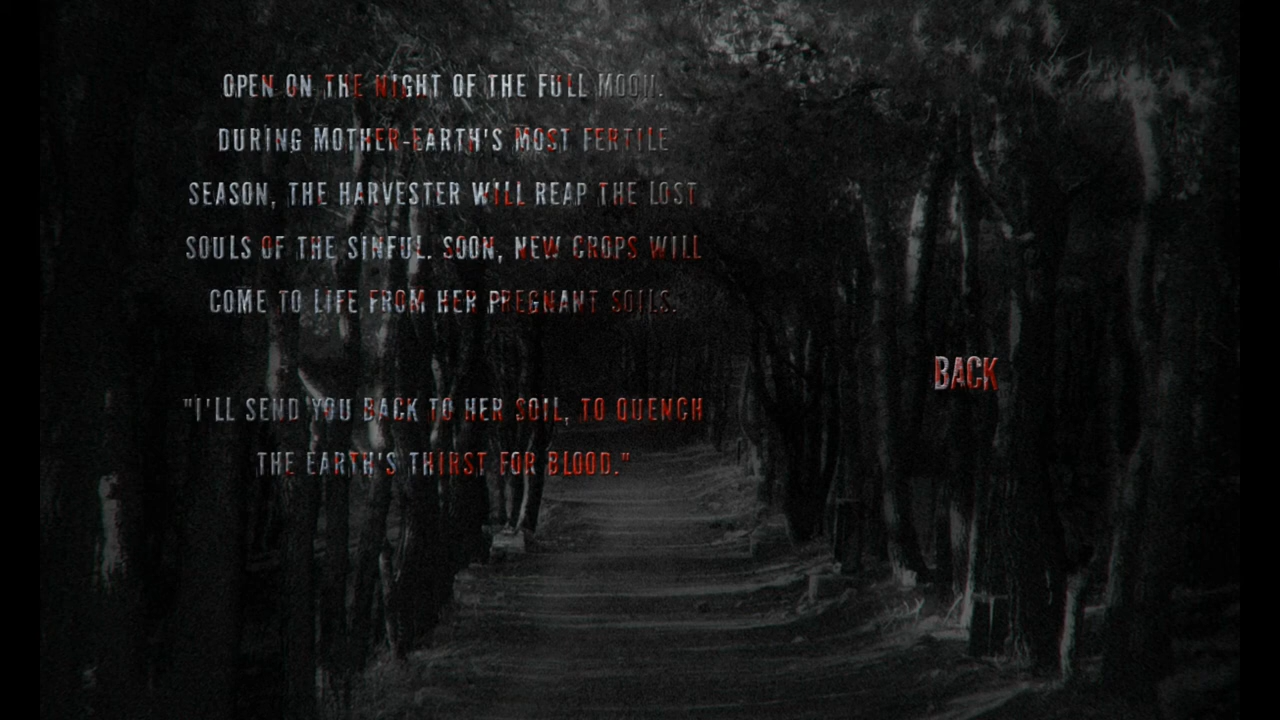 OPEN ON THE NIGHT OF THE FULL MOON.
DURING MOTHER-EARTH'S MOST FERTILE
SEASON, THE HARVESTER WILL REAP THE LOST
SOULS OF THE SINFUL. SOON, NEW CROPS WILL
COME TO LIFE FROM HER PREGNANT SOILS.
"I'LL SEND YOU BACK TO HER SOIL, TO QUENCH
THE EARTH'S THIRST FOR BLOOD."
BACK